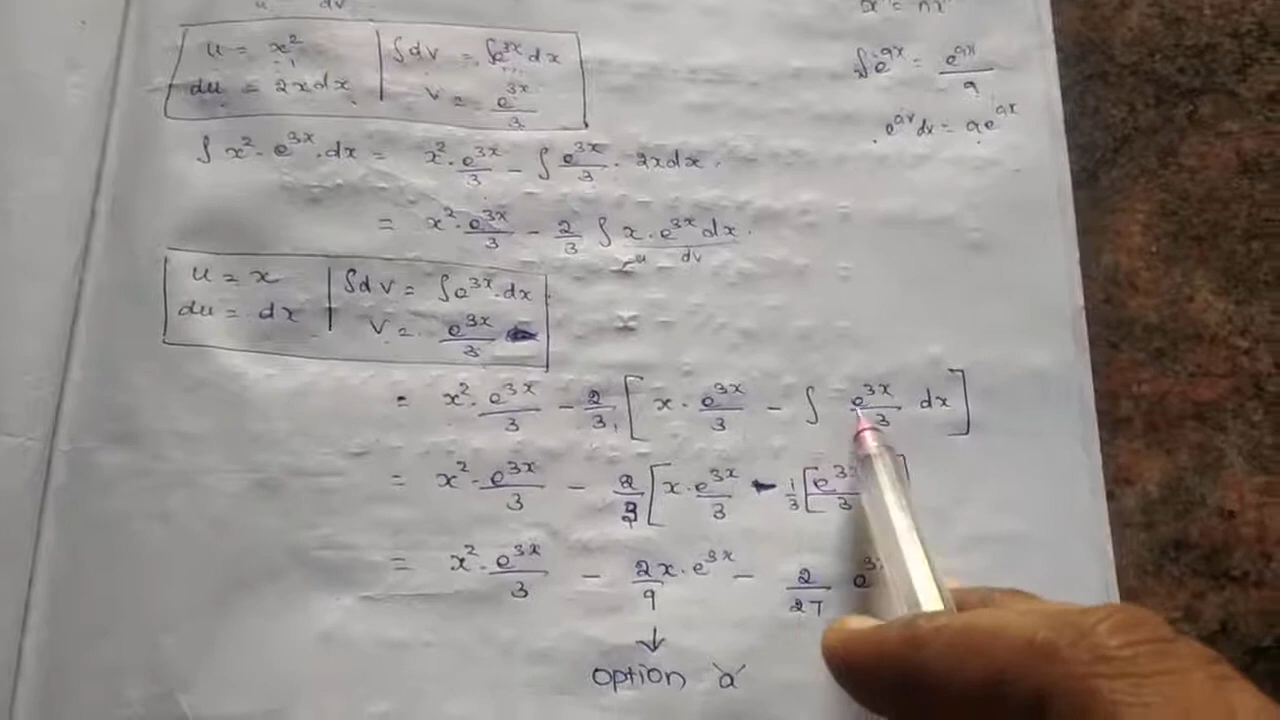 u = x² | ∫dv = ∫e^{3x} dx
du = 2x dx | v = e^{3x}/3
∫e^{ax} = e^{ax}/a
e^{ax} dx = a e^{ax}
∫ x² · e^{3x} · dx = x² · e^{3x}/3 − ∫ e^{3x}/3 · 2x dx.
= x² · e^{3x}/3 − 2/3 ∫ x · e^{3x} dx.
u dv
u = x | ∫dv = ∫e^{3x} · dx
du = dx | v = e^{3x}/3
= x² · e^{3x}/3 − 2/3 [ x · e^{3x}/3 − ∫ e^{3x}/3 dx ]
= x² · e^{3x}/3 − 2/3 [ x · e^{3x}/3 - 1/3 [ e^{3x}/3 ]
= x² · e^{3x}/3 − 2x/9 · e^{3x} − 2/27 e^{3x}
↓
option 'a'